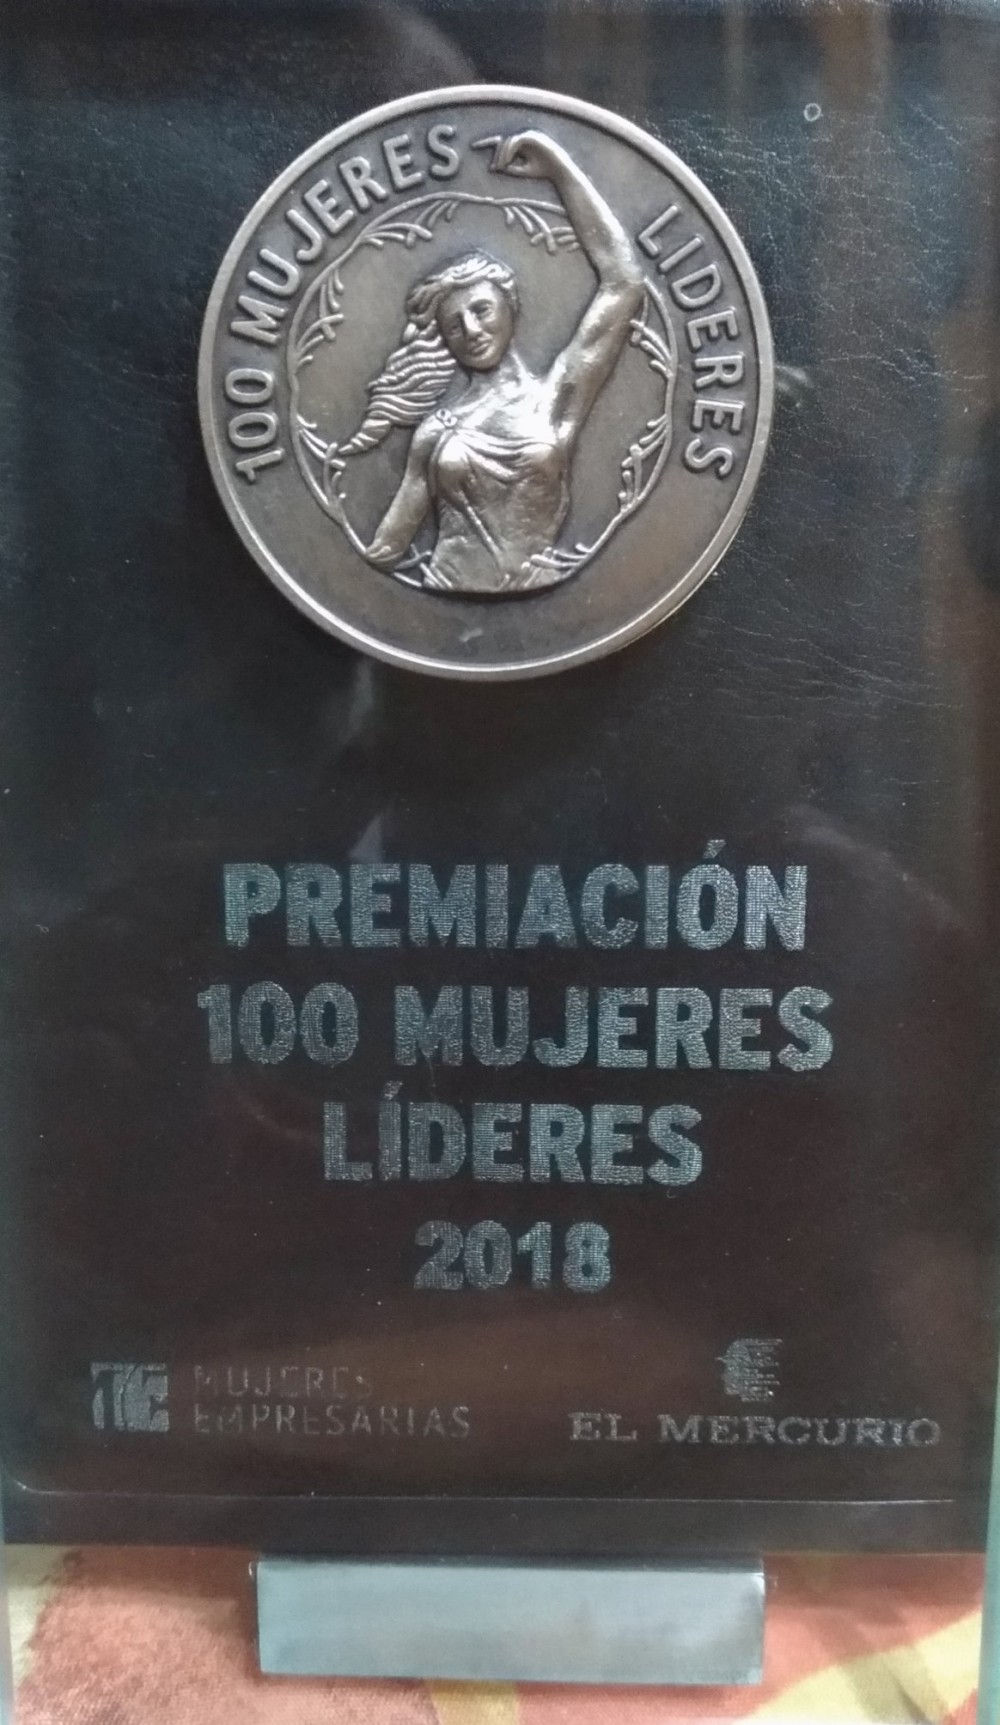 100 MUJERES LIDERES
PREMIACIÓN
100 MUJERES
LÍDERES
2018
MUJERES
EMPRESARIAS
EL MERCURIO